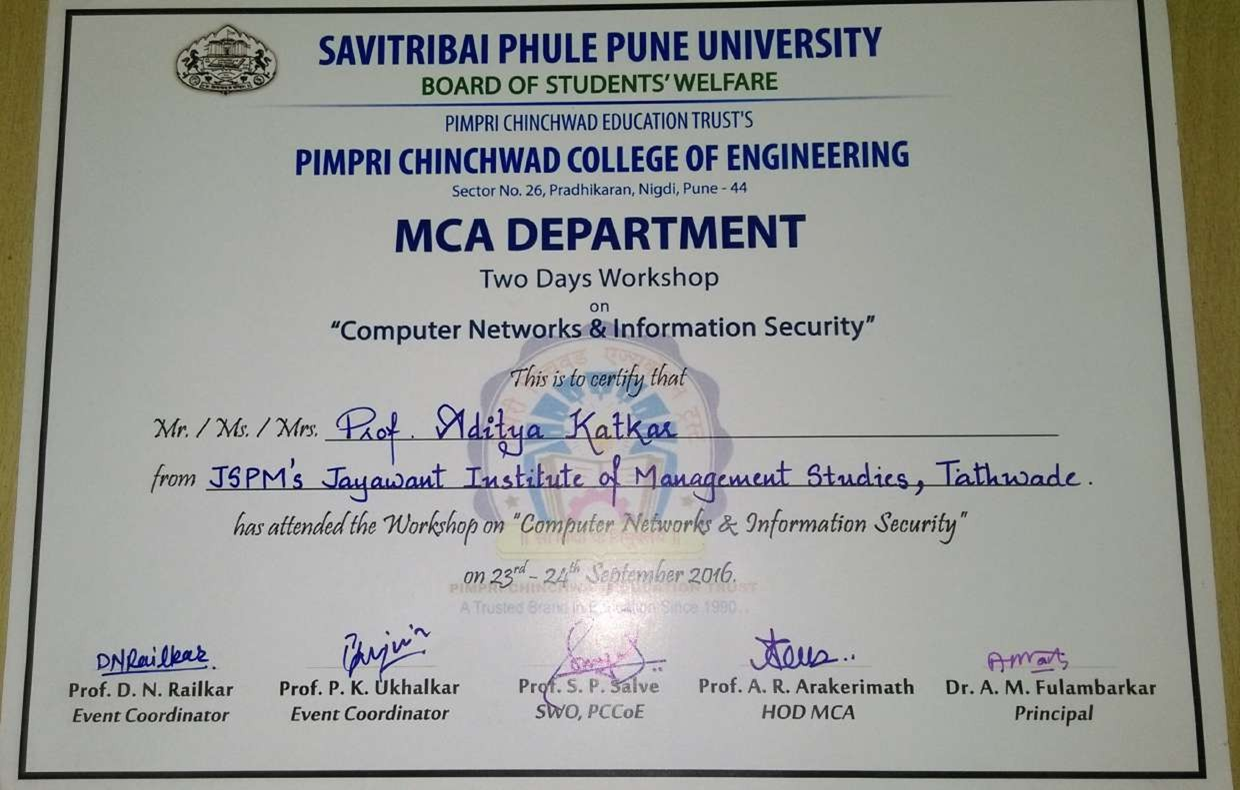 SAVITRIBAI PHULE PUNE UNIVERSITY
BOARD OF STUDENTS' WELFARE
PIMPRI CHINCHWAD EDUCATION TRUST'S
PIMPRI CHINCHWAD COLLEGE OF ENGINEERING
Sector No. 26, Pradhikaran, Nigdi, Pune - 44
MCA DEPARTMENT
Two Days Workshop
on
"Computer Networks & Information Security"
This is to certify that
Mr. / Ms. / Mrs. Prof. Aditya Katkar
from JSPM's Jayawant Institute of Management Studies, Tathwade.
has attended the Workshop on "Computer Networks & Information Security"
on 23rd - 24th September 2016.
PIMPRI CHINCHWAD EDUCATION TRUST
A Trusted Brand in Education Since 1990
DNRailkar.
Prof. D. N. Railkar Prof. P. K. Ukhalkar Prof. S. P. Salve Prof. A. R. Arakerimath Dr. A. M. Fulambarkar
Event Coordinator Event Coordinator SWO, PCCoE HOD MCA Principal